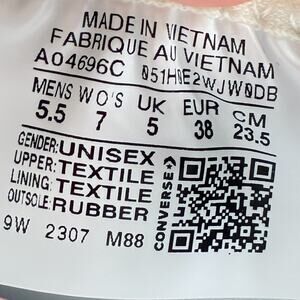 MADE IN VIETNAM
FABRIQUE AU VIETNAM
A04696C 051H0E2WJW0DB
MENS WO'S UK EUR CM
5.5 7 5 38 23.5
GENDER: UNISEX
UPPER: TEXTILE
LINING: TEXTILE
OUTSOLE: RUBBER
CONVERSE
9W 2307 M88